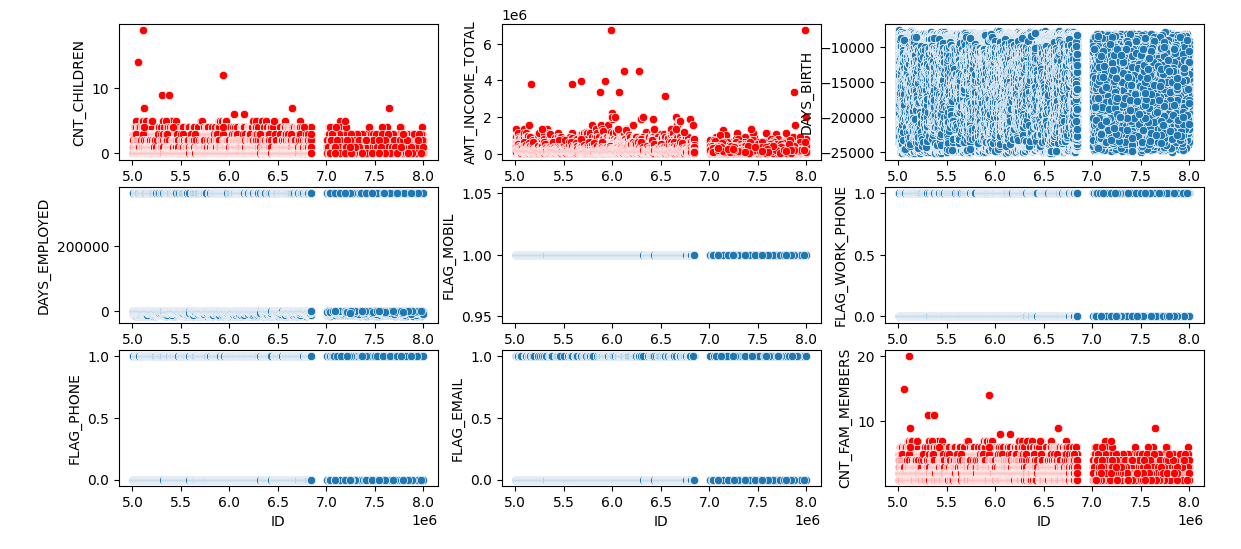 CNT_CHILDREN
10
0
5.0 5.5 6.0 6.5 7.0 7.5 8.0
1e6
AMT_INCOME_TOTAL
6
4
2
0
5.0 5.5 6.0 6.5 7.0 7.5 8.0
DAYS_BIRTH
−10000
−15000
−20000
−25000
5.0 5.5 6.0 6.5 7.0 7.5 8.0
DAYS_EMPLOYED
200000
0
5.0 5.5 6.0 6.5 7.0 7.5 8.0
FLAG_MOBIL
1.05
1.00
0.95
5.0 5.5 6.0 6.5 7.0 7.5 8.0
FLAG_WORK_PHONE
1.0
0.5
0.0
5.0 5.5 6.0 6.5 7.0 7.5 8.0
FLAG_PHONE
1.0
0.5
0.0
5.0 5.5 6.0 6.5 7.0 7.5 8.0
ID
1e6
FLAG_EMAIL
1.0
0.5
0.0
5.0 5.5 6.0 6.5 7.0 7.5 8.0
ID
1e6
CNT_FAM_MEMBERS
20
10
5.0 5.5 6.0 6.5 7.0 7.5 8.0
ID
1e6